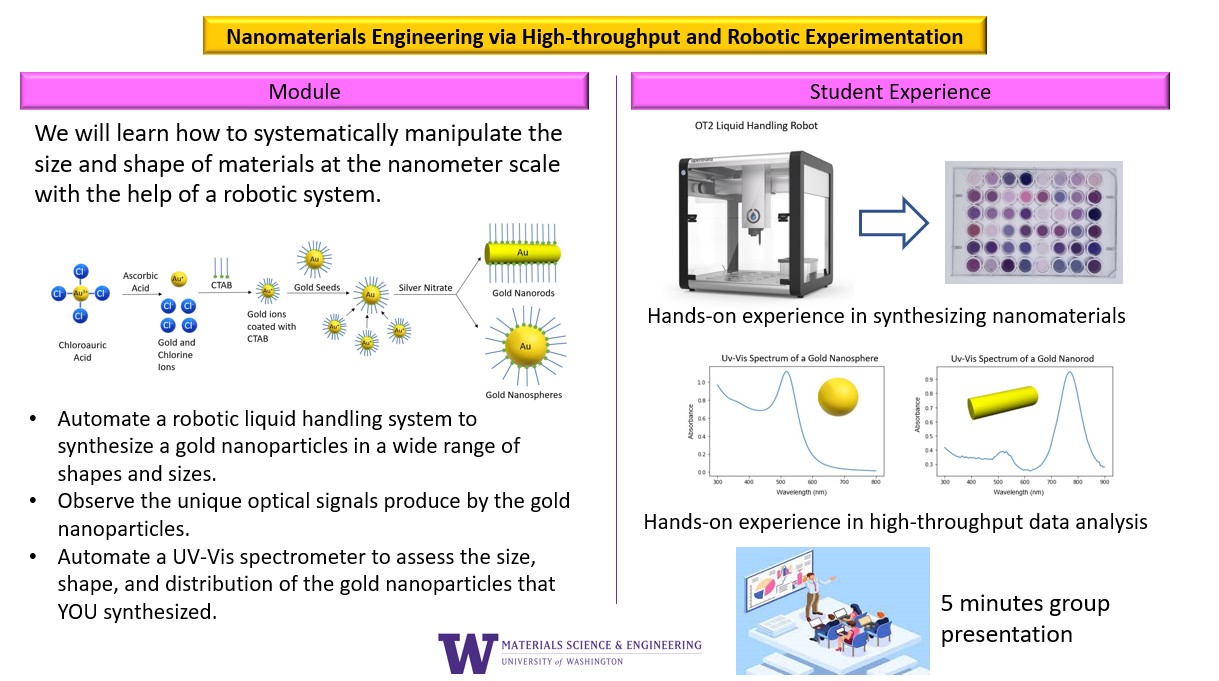 Nanomaterials Engineering via High-throughput and Robotic Experimentation
Module
We will learn how to systematically manipulate the
size and shape of materials at the nanometer scale
with the help of a robotic system.
Cl⁻
Cl⁻
Au³⁺
Cl⁻
Cl⁻
Chloroauric
Acid
Ascorbic
Acid
Au⁺
Cl⁻
Cl⁻
Cl⁻
Cl⁻
Gold and
Chlorine
Ions
CTAB
Au⁺
Gold ions
coated with
CTAB
Au
Gold Seeds
Au
Au⁺
Au⁺
Au⁺
Silver Nitrate
Au
Gold Nanorods
Au
Gold Nanospheres
• Automate a robotic liquid handling system to
synthesize a gold nanoparticles in a wide range of
shapes and sizes.
• Observe the unique optical signals produce by the gold
nanoparticles.
• Automate a UV-Vis spectrometer to assess the size,
shape, and distribution of the gold nanoparticles that
YOU synthesized.
Student Experience
OT2 Liquid Handling Robot
Hands-on experience in synthesizing nanomaterials
Uv-Vis Spectrum of a Gold Nanosphere
Absorbance
1.0
0.8
0.6
0.4
0.2
0.0
300 400 500 600 700 800
Wavelength (nm)
Uv-Vis Spectrum of a Gold Nanorod
Absorbance
0.9
0.8
0.7
0.6
0.5
0.4
0.3
300 400 500 600 700 800 900
Wavelength (nm)
Hands-on experience in high-throughput data analysis
5 minutes group
presentation
W
MATERIALS SCIENCE & ENGINEERING
UNIVERSITY of WASHINGTON